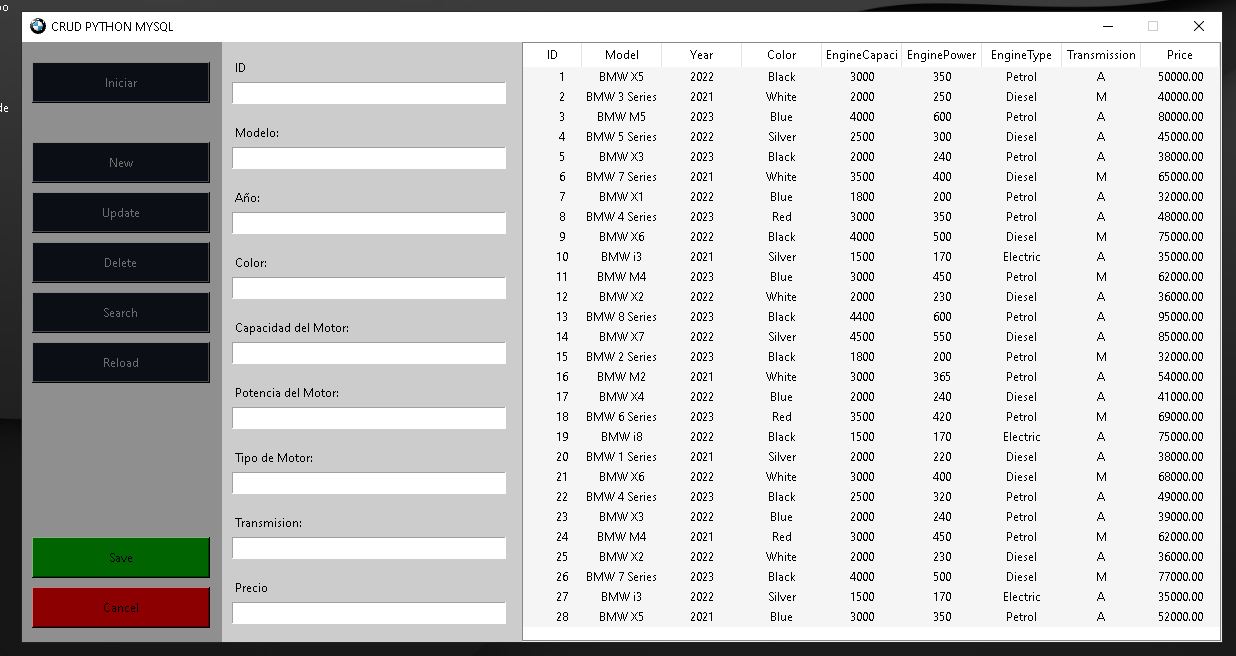 oo
CRUD PYTHON MYSQL
de
Iniciar
New
Update
Delete
Search
Reload
Save
Cancel
ID
Modelo:
Año:
Color:
Capacidad del Motor:
Potencia del Motor:
Tipo de Motor:
Transmision:
Precio
ID Model Year Color EngineCapaci EnginePower EngineType Transmission Price
1 BMW X5 2022 Black 3000 350 Petrol A 50000.00
2 BMW 3 Series 2021 White 2000 250 Diesel M 40000.00
3 BMW M5 2023 Blue 4000 600 Petrol A 80000.00
4 BMW 5 Series 2022 Silver 2500 300 Diesel A 45000.00
5 BMW X3 2023 Black 2000 240 Petrol A 38000.00
6 BMW 7 Series 2021 White 3500 400 Diesel M 65000.00
7 BMW X1 2022 Blue 1800 200 Petrol A 32000.00
8 BMW 4 Series 2023 Red 3000 350 Petrol A 48000.00
9 BMW X6 2022 Black 4000 500 Diesel M 75000.00
10 BMW i3 2021 Silver 1500 170 Electric A 35000.00
11 BMW M4 2023 Blue 3000 450 Petrol M 62000.00
12 BMW X2 2022 White 2000 230 Diesel A 36000.00
13 BMW 8 Series 2023 Black 4400 600 Petrol A 95000.00
14 BMW X7 2022 Silver 4500 550 Diesel A 85000.00
15 BMW 2 Series 2023 Black 1800 200 Petrol M 32000.00
16 BMW M2 2021 White 3000 365 Petrol A 54000.00
17 BMW X4 2022 Blue 2000 240 Diesel A 41000.00
18 BMW 6 Series 2023 Red 3500 420 Petrol M 69000.00
19 BMW i8 2022 Black 1500 170 Electric A 75000.00
20 BMW 1 Series 2021 Silver 2000 220 Diesel A 38000.00
21 BMW X6 2022 White 3000 400 Diesel M 68000.00
22 BMW 4 Series 2023 Black 2500 320 Petrol A 49000.00
23 BMW X3 2022 Blue 2000 240 Petrol A 39000.00
24 BMW M4 2021 Red 3000 450 Petrol M 62000.00
25 BMW X2 2022 White 2000 230 Diesel A 36000.00
26 BMW 7 Series 2023 Black 4000 500 Diesel M 77000.00
27 BMW i3 2022 Silver 1500 170 Electric A 35000.00
28 BMW X5 2021 Blue 3000 350 Petrol A 52000.00